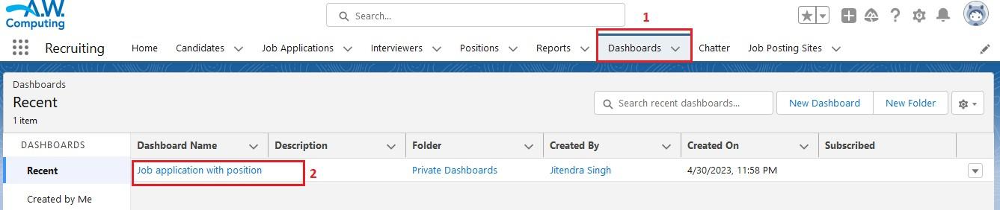 A.W.
Computing
Search...
1
Recruiting Home Candidates Job Applications Interviewers Positions Reports Dashboards Chatter Job Posting Sites
Dashboards
Recent
1 item
Search recent dashboards...
New Dashboard
New Folder
DASHBOARDS
Dashboard Name Description Folder Created By Created On Subscribed
Recent
Job application with position 2 Private Dashboards Jitendra Singh 4/30/2023, 11:58 PM
Created by Me